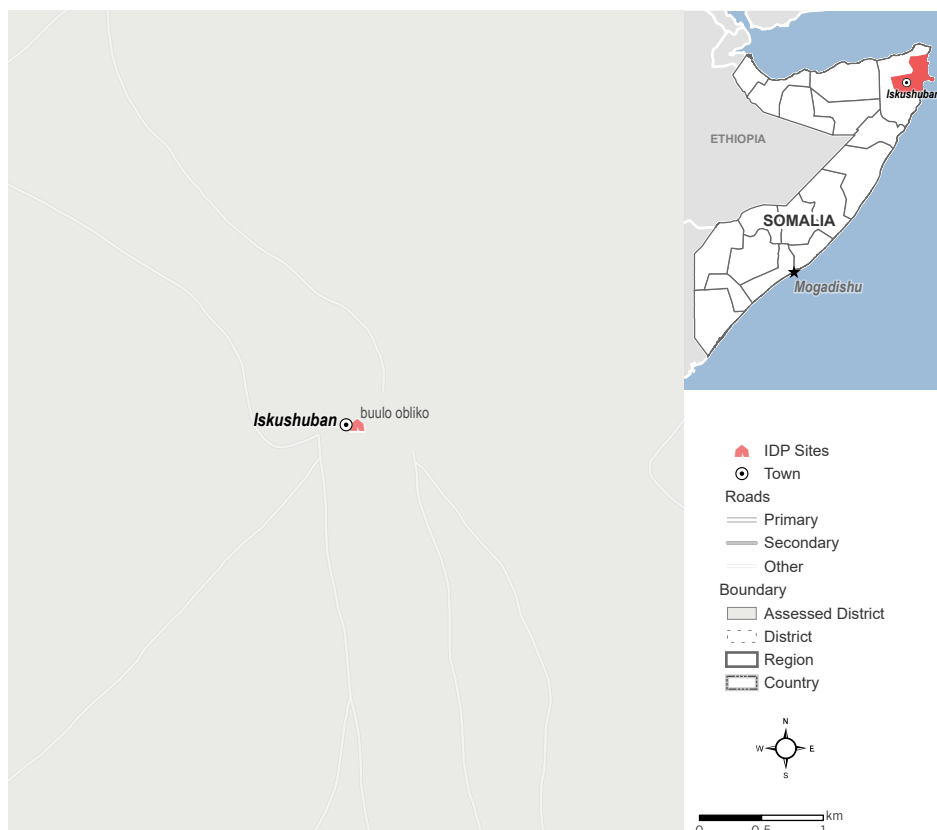 Iskushuban
buulo obliko
Iskushuban
ETHIOPIA
SOMALIA
Mogadishu
IDP Sites
Town
Roads
Primary
Secondary
Other
Boundary
Assessed District
District
Region
Country
N
W E
S
km
0 0.5 1